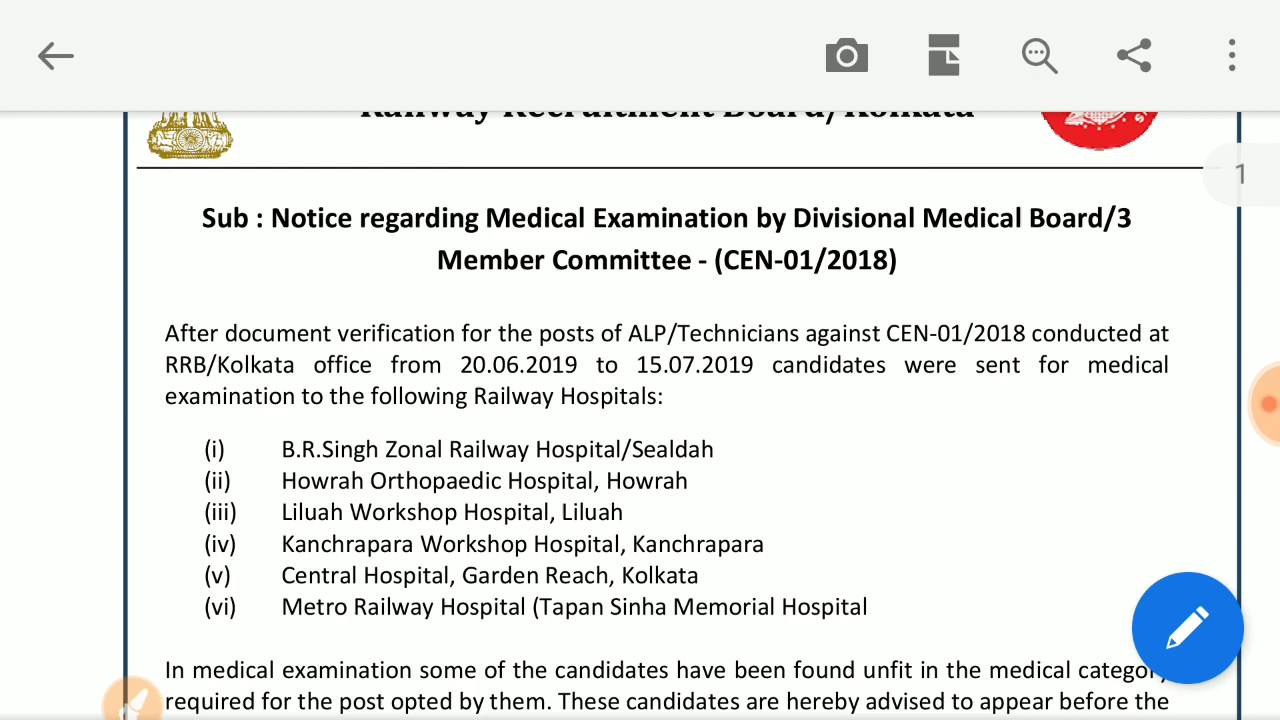 Railway Recruitment Board/Kolkata
1
Sub : Notice regarding Medical Examination by Divisional Medical Board/3
Member Committee - (CEN-01/2018)
After document verification for the posts of ALP/Technicians against CEN-01/2018 conducted at
RRB/Kolkata office from 20.06.2019 to 15.07.2019 candidates were sent for medical
examination to the following Railway Hospitals:
(i) B.R.Singh Zonal Railway Hospital/Sealdah
(ii) Howrah Orthopaedic Hospital, Howrah
(iii) Liluah Workshop Hospital, Liluah
(iv) Kanchrapara Workshop Hospital, Kanchrapara
(v) Central Hospital, Garden Reach, Kolkata
(vi) Metro Railway Hospital (Tapan Sinha Memorial Hospital
In medical examination some of the candidates have been found unfit in the medical category
required for the post opted by them. These candidates are hereby advised to appear before the